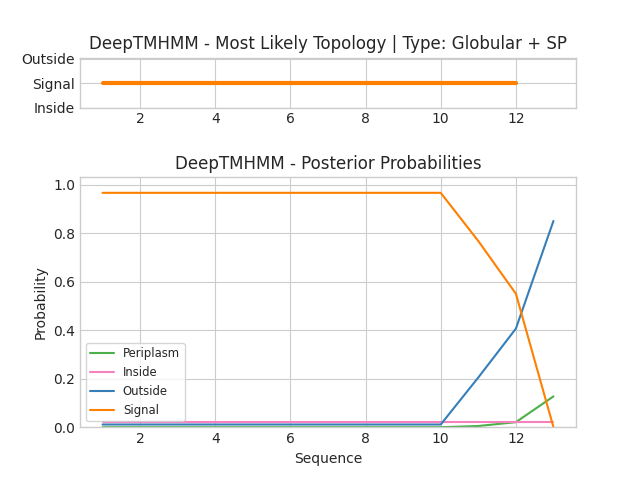 DeepTMHMM - Most Likely Topology | Type: Globular + SP
Outside
Signal
Inside
2 4 6 8 10 12
DeepTMHMM - Posterior Probabilities
1.0
0.8
0.6
0.4
0.2
0.0
Probability
Periplasm
Inside
Outside
Signal
2 4 6 8 10 12
Sequence